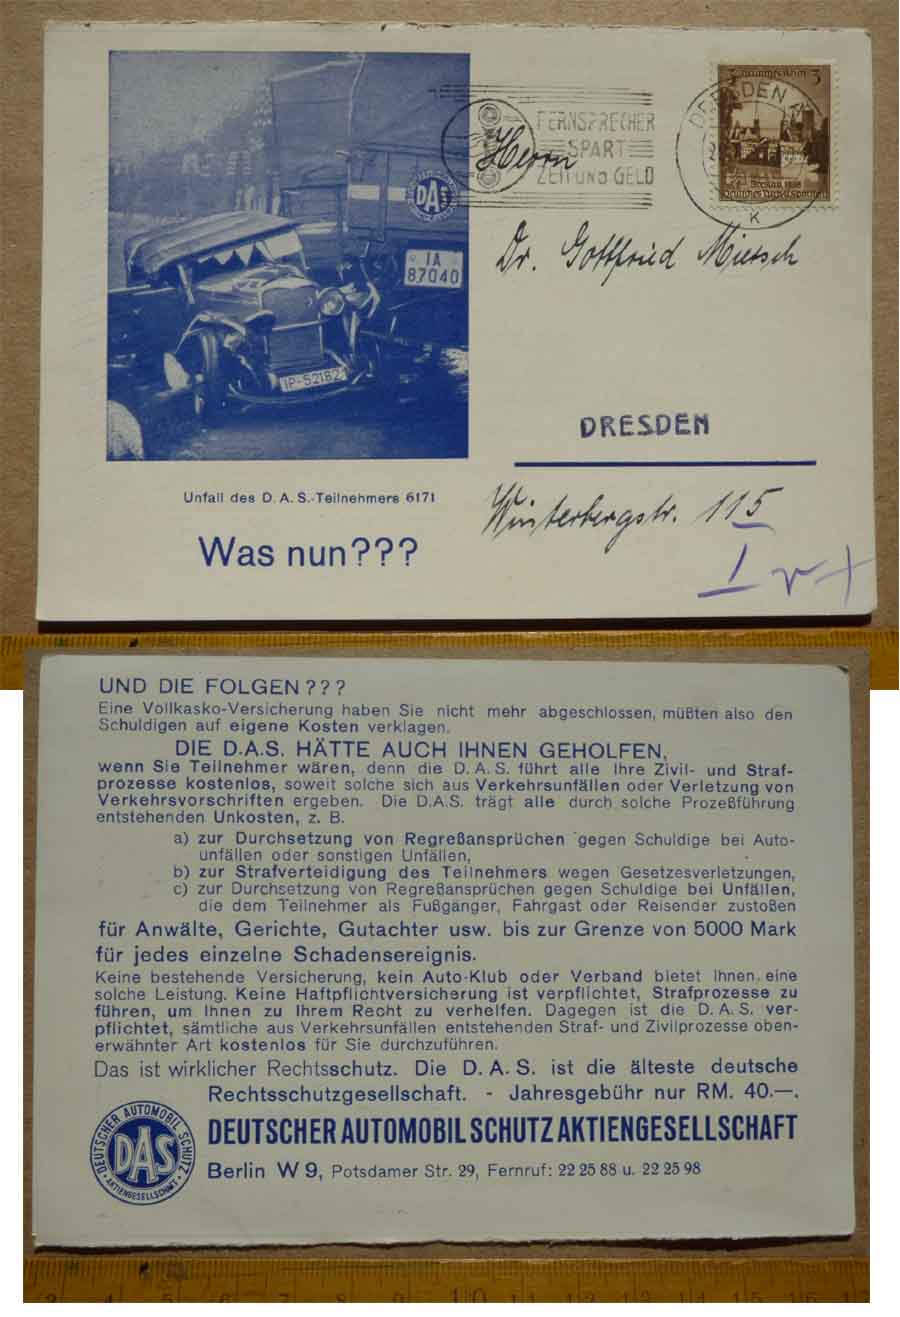 3 3
DRESDEN A
FERNSPRECHER
SPART
ZEIT UND GELD
Breslau 1938
K
Herrn
Dr. Gottfried Miersch
DAS
IA
87040
IP-52182
DRESDEN
Unfall des D. A. S.-Teilnehmers 6171
Winterbergstr. 115
Was nun???
UND DIE FOLGEN???
Eine Vollkasko-Versicherung haben Sie nicht mehr abgeschlossen, müßten also den
Schuldigen auf eigene Kosten verklagen.
DIE D.A.S. HÄTTE AUCH IHNEN GEHOLFEN,
wenn Sie Teilnehmer wären, denn die D. A. S. führt alle Ihre Zivil- und Straf-
prozesse kostenlos, soweit solche sich aus Verkehrsunfällen oder Verletzung von
Verkehrsvorschriften ergeben. Die D.A.S. trägt alle durch solche Prozeßführung
entstehenden Unkosten, z. B.
a) zur Durchsetzung von Regreßansprüchen gegen Schuldige bei Auto-
unfällen oder sonstigen Unfällen,
b) zur Strafverteidigung des Teilnehmers wegen Gesetzesverletzungen,
c) zur Durchsetzung von Regreßansprüchen gegen Schuldige bei Unfällen,
die dem Teilnehmer als Fußgänger, Fahrgast oder Reisender zustoßen
für Anwälte, Gerichte, Gutachter usw. bis zur Grenze von 5000 Mark
für jedes einzelne Schadensereignis.
Keine bestehende Versicherung, kein Auto-Klub oder Verband bietet Ihnen eine
solche Leistung. Keine Haftpflichtversicherung ist verpflichtet, Strafprozesse zu
führen, um Ihnen zu Ihrem Recht zu verhelfen. Dagegen ist die D. A. S. ver-
pflichtet, sämtliche aus Verkehrsunfällen entstehenden Straf- und Zivilprozesse oben-
erwähnter Art kostenlos für Sie durchzuführen.
Das ist wirklicher Rechtsschutz. Die D. A. S. ist die älteste deutsche
Rechtsschutzgesellschaft. - Jahresgebühr nur RM. 40.—.
DEUTSCHER AUTOMOBIL SCHUTZ
DAS
AKTIENGESELLSCHAFT
DEUTSCHER AUTOMOBIL SCHUTZ AKTIENGESELLSCHAFT
Berlin W 9, Potsdamer Str. 29, Fernruf: 22 25 88 u. 22 25 98